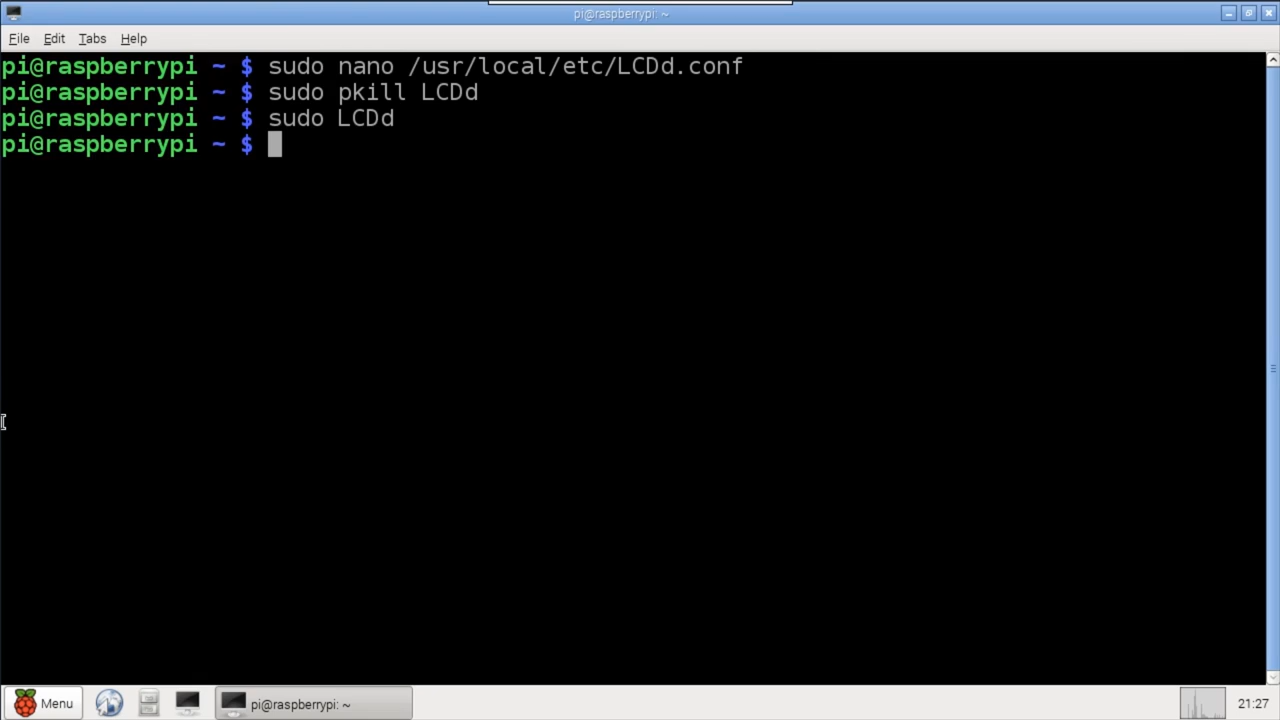 pi@raspberrypi: ~
File Edit Tabs Help
pi@raspberrypi ~ $ sudo nano /usr/local/etc/LCDd.conf
pi@raspberrypi ~ $ sudo pkill LCDd
pi@raspberrypi ~ $ sudo LCDd
pi@raspberrypi ~ $
Menu pi@raspberrypi: ~ 21:27